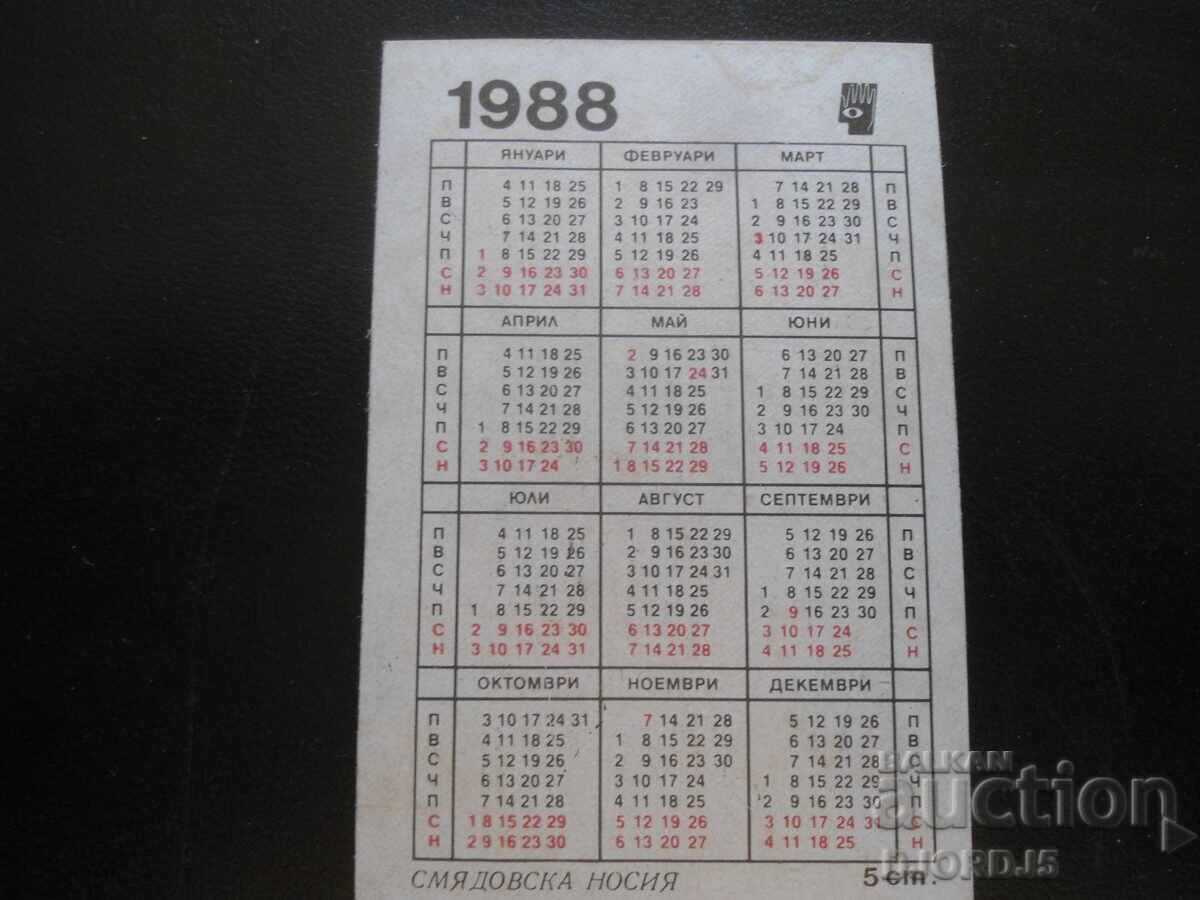 1988
ЯНУАРИ ФЕВРУАРИ МАРТ
П 4 11 18 25 1 8 15 22 29 7 14 21 28 П
В 5 12 19 26 2 9 16 23 1 8 15 22 29 В
С 6 13 20 27 3 10 17 24 2 9 16 23 30 С
Ч 7 14 21 28 4 11 18 25 3 10 17 24 31 Ч
П 1 8 15 22 29 5 12 19 26 4 11 18 25 П
С 2 9 16 23 30 6 13 20 27 5 12 19 26 С
Н 3 10 17 24 31 7 14 21 28 6 13 20 27 Н
АПРИЛ МАЙ ЮНИ
П 4 11 18 25 2 9 16 23 30 6 13 20 27 П
В 5 12 19 26 3 10 17 24 31 7 14 21 28 В
С 6 13 20 27 4 11 18 25 1 8 15 22 29 С
Ч 7 14 21 28 5 12 19 26 2 9 16 23 30 Ч
П 1 8 15 22 29 6 13 20 27 3 10 17 24 П
С 2 9 16 23 30 7 14 21 28 4 11 18 25 С
Н 3 10 17 24 1 8 15 22 29 5 12 19 26 Н
ЮЛИ АВГУСТ СЕПТЕМВРИ
П 4 11 18 25 1 8 15 22 29 5 12 19 26 П
В 5 12 19 26 2 9 16 23 30 6 13 20 27 В
С 6 13 20 27 3 10 17 24 31 7 14 21 28 С
Ч 7 14 21 28 4 11 18 25 1 8 15 22 29 Ч
П 1 8 15 22 29 5 12 19 26 2 9 16 23 30 П
С 2 9 16 23 30 6 13 20 27 3 10 17 24 С
Н 3 10 17 24 31 7 14 21 28 4 11 18 25 Н
ОКТОМВРИ НОЕМВРИ ДЕКЕМВРИ
П 3 10 17 24 31 7 14 21 28 5 12 19 26 П
В 4 11 18 25 1 8 15 22 29 6 13 20 27 В
С 5 12 19 26 2 9 16 23 30 7 14 21 28 С
Ч 6 13 20 27 3 10 17 24 1 8 15 22 29 Ч
П 7 14 21 28 4 11 18 25 2 9 16 23 30 П
С 1 8 15 22 29 5 12 19 26 3 10 17 24 31 С
Н 2 9 16 23 30 6 13 20 27 4 11 18 25 Н
СМЯДОВСКА НОСИЯ 5 ст.
BALKAN
auction
DJORDJ5